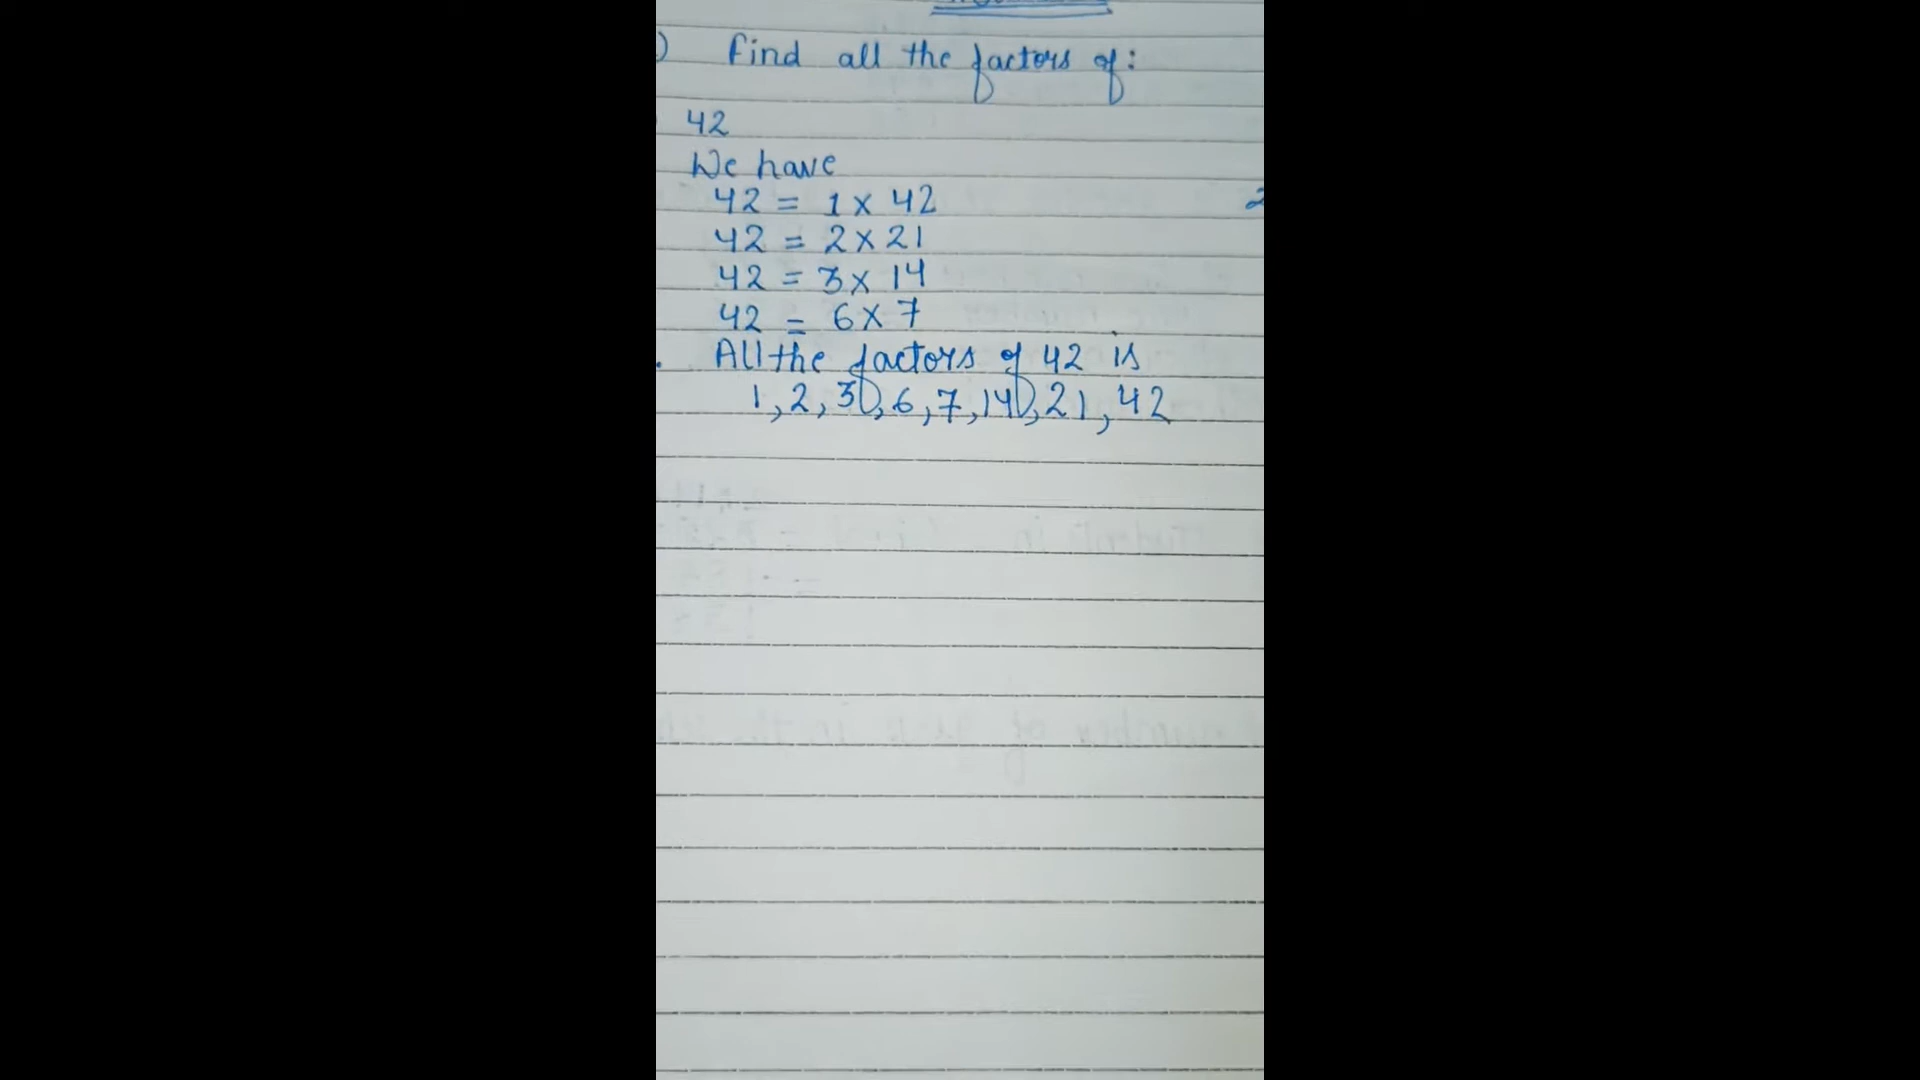 ) Find all the factors of:
42
We have
42 = 1 x 42
42 = 2 x 21
42 = 3 x 14
42 = 6 x 7
All the factors of 42 is
1, 2, 3, 6, 7, 14, 21, 42
2